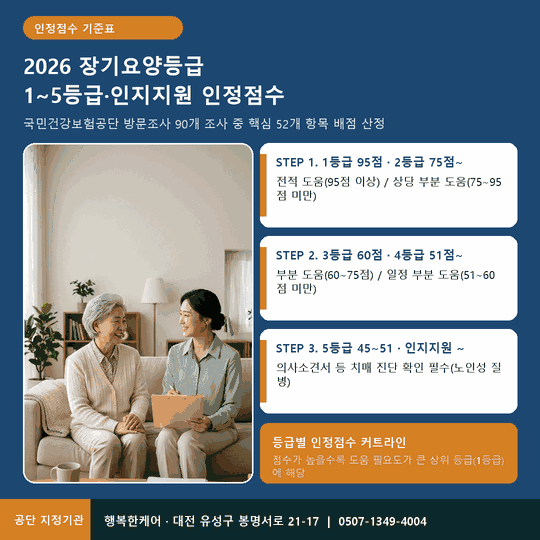 인정점수 기준표
2026 장기요양등급
1~5등급·인지지원 인정점수
국민건강보험공단 방문조사 90개 조사 중 핵심 52개 항목 배점 산정
STEP 1. 1등급 95점 · 2등급 75점~
전적 도움(95점 이상) / 상당 부분 도움(75~95
점 미만)
STEP 2. 3등급 60점 · 4등급 51점~
부분 도움(60~75점) / 일정 부분 도움(51~60
점 미만)
STEP 3. 5등급 45~51 · 인지지원 ~
의사소견서 등 치매 진단 확인 필수(노인성 질
병)
등급별 인정점수 커트라인
점수가 높을수록 도움 필요도가 큰 상위 등급(1등급)
에 해당
공단 지정기관
행복한케어 · 대전 유성구 봉명서로 21-17 | 0507-1349-4004